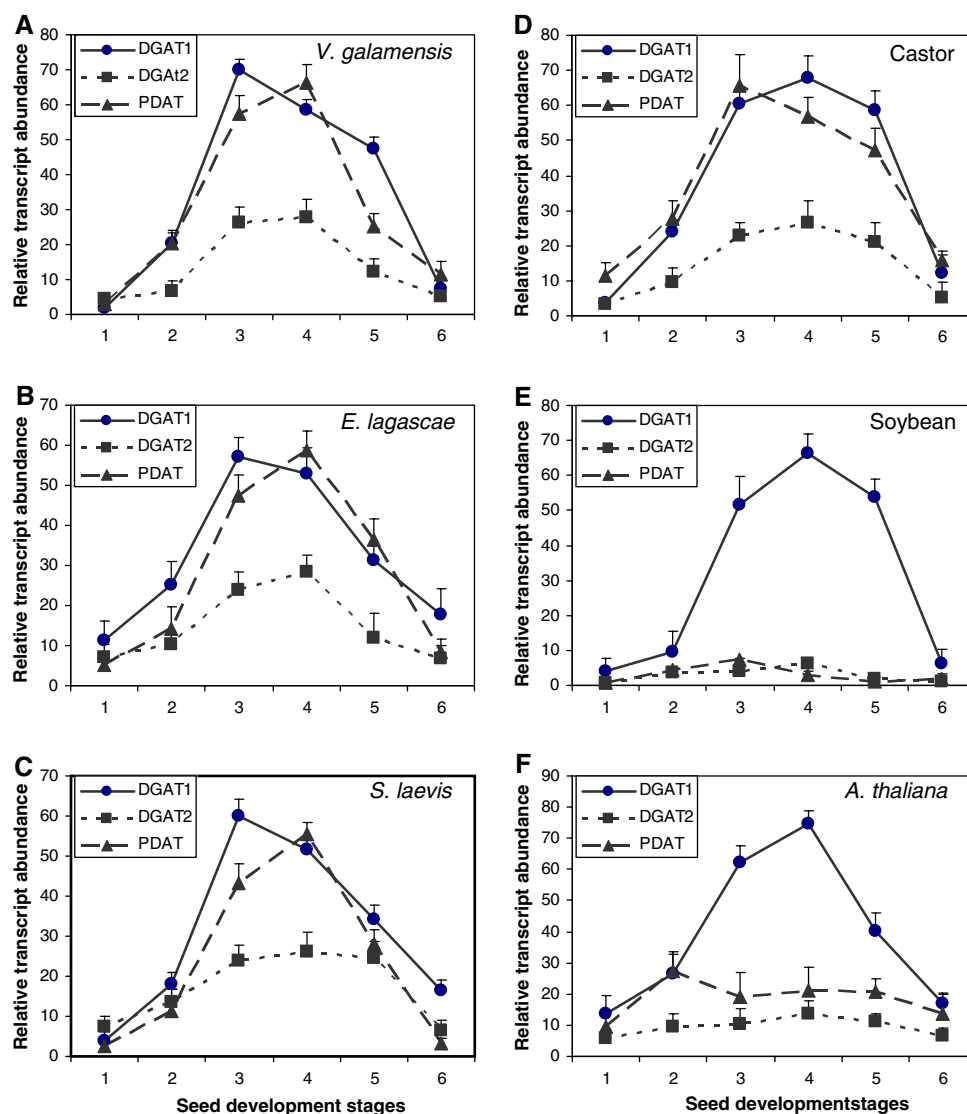 A
V. galamensis
DGAT1
DGAt2
PDAT
Relative transcript abundance
80
70
60
50
40
30
20
10
0
1 2 3 4 5 6
B
E. lagascae
DGAT1
DGAT2
PDAT
Relative transcript abundance
70
60
50
40
30
20
10
0
1 2 3 4 5 6
C
S. laevis
DGAT1
DGAT2
PDAT
Relative transcript abundance
70
60
50
40
30
20
10
0
1 2 3 4 5 6
Seed development stages
D
Castor
DGAT1
DGAT2
PDAT
Relative transcript abundance
80
70
60
50
40
30
20
10
0
1 2 3 4 5 6
E
Soybean
DGAT1
DGAT2
PDAT
Relative transcript abundance
80
70
60
50
40
30
20
10
0
1 2 3 4 5 6
F
A. thaliana
DGAT1
DGAT2
PDAT
Relative transcript abundance
90
80
70
60
50
40
30
20
10
0
1 2 3 4 5 6
Seed developmentstages